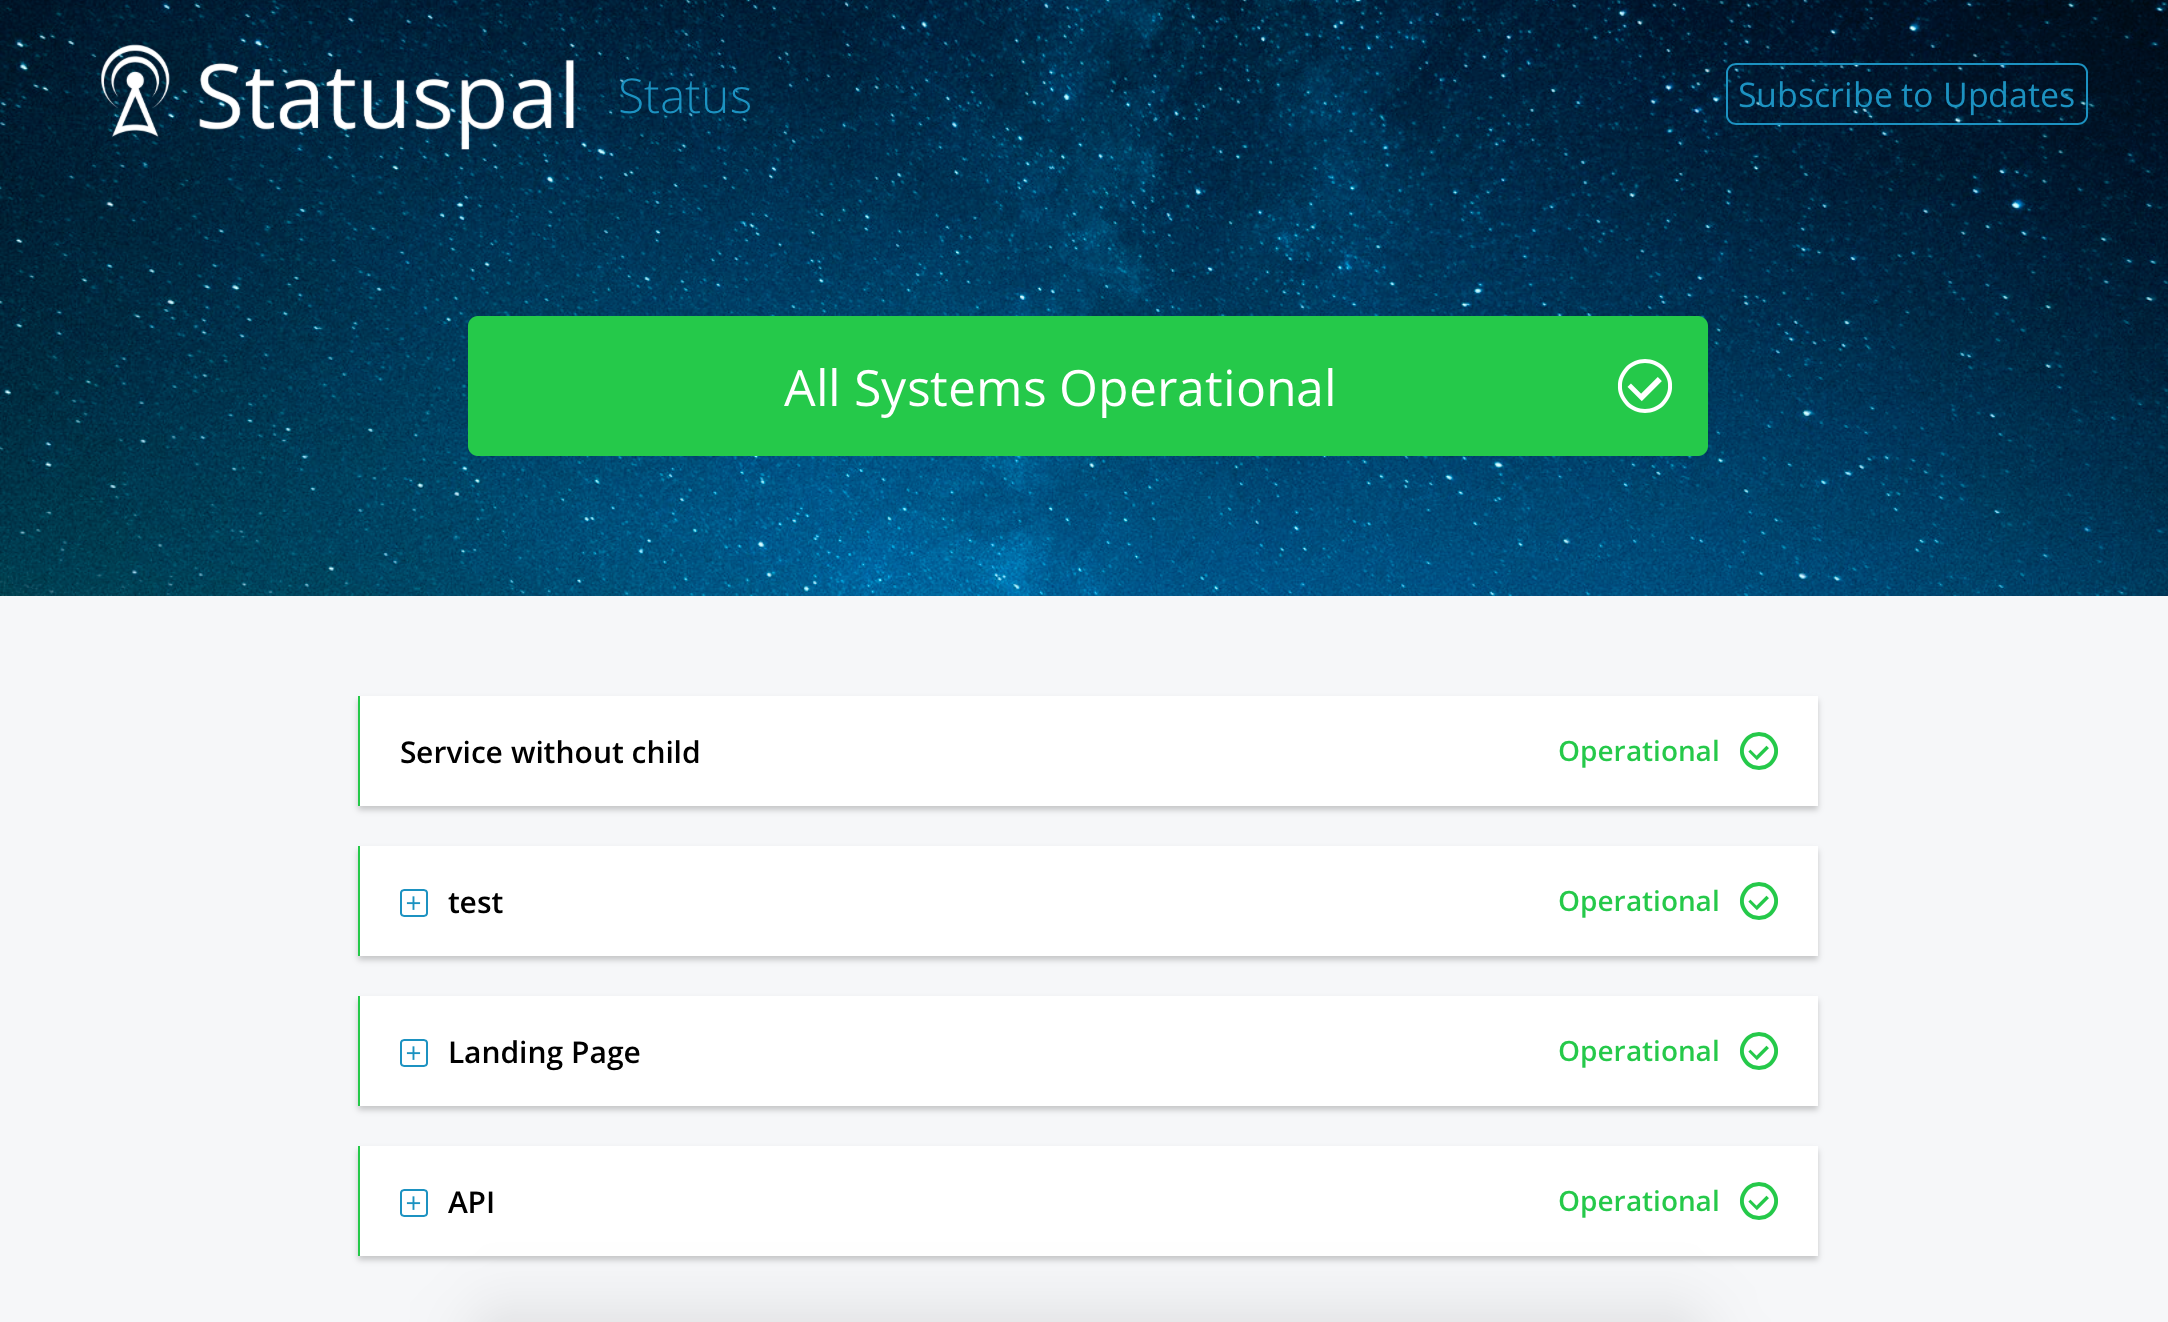 Statuspal Status
Subscribe to Updates
All Systems Operational
Service without child
Operational
test
Operational
Landing Page
Operational
API
Operational